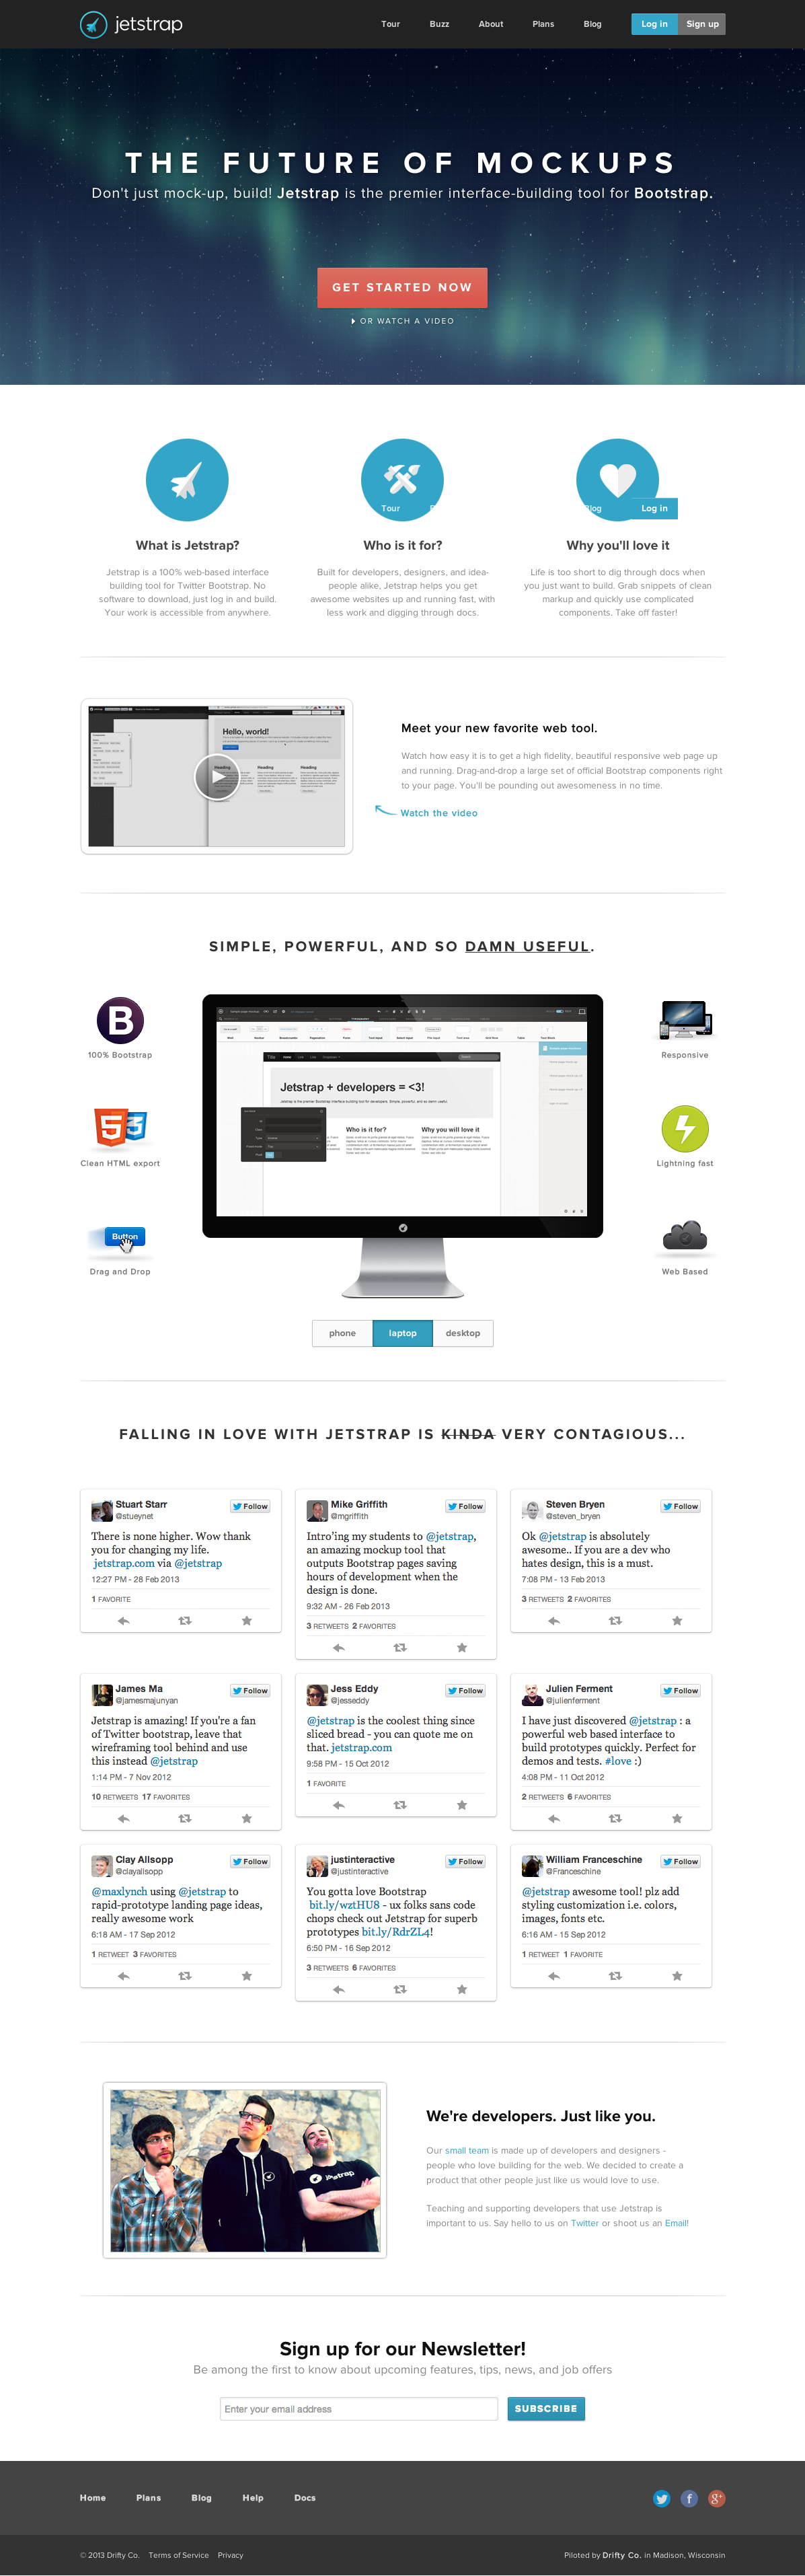 jetstrap
Tour Buzz About Plans Blog Log in Sign up
THE FUTURE OF MOCKUPS
Don't just mock-up, build! Jetstrap is the premier interface-building tool for Bootstrap.
GET STARTED NOW
OR WATCH A VIDEO
Tour
Blog
Log in
What is Jetstrap?
Jetstrap is a 100% web-based interface
building tool for Twitter Bootstrap. No
software to download, just log in and build.
Your work is accessible from anywhere.
Who is it for?
Built for developers, designers, and idea-
people alike, Jetstrap helps you get
awesome websites up and running fast, with
less work and digging through docs.
Why you'll love it
Life is too short to dig through docs when
you just want to build. Grab snippets of clean
markup and quickly use complicated
components. Take off faster!
Hello, world!
Heading Heading Heading
Meet your new favorite web tool.
Watch how easy it is to get a high fidelity, beautiful responsive web page up
and running. Drag-and-drop a large set of official Bootstrap components right
to your page. You'll be pounding out awesomeness in no time.
Watch the video
SIMPLE, POWERFUL, AND SO DAMN USEFUL.
B
100% Bootstrap
5 3
Clean HTML export
Button
Drag and Drop
Title
Jetstrap + developers = <3!
Who is it for? Why you will love it
Responsive
Lightning fast
Web Based
phone laptop desktop
FALLING IN LOVE WITH JETSTRAP IS KINDA VERY CONTAGIOUS...
Stuart Starr
@stueynet
Follow
There is none higher. Wow thank
you for changing my life.
jetstrap.com via @jetstrap
12:27 PM - 28 Feb 2013
1 FAVORITE
Mike Griffith
@mgriffith
Follow
Intro'ing my students to @jetstrap,
an amazing mockup tool that
outputs Bootstrap pages saving
hours of development when the
design is done.
9:32 AM - 26 Feb 2013
3 RETWEETS 2 FAVORITES
Steven Bryen
@steven_bryen
Follow
Ok @jetstrap is absolutely
awesome.. If you are a dev who
hates design, this is a must.
7:08 PM - 13 Feb 2013
3 RETWEETS 2 FAVORITES
James Ma
@jamesmajunyan
Follow
Jetstrap is amazing! If you're a fan
of Twitter bootstrap, leave that
wireframing tool behind and use
this instead @jetstrap
1:14 PM - 7 Nov 2012
10 RETWEETS 17 FAVORITES
Jess Eddy
@jesseddy
Follow
@jetstrap is the coolest thing since
sliced bread - you can quote me on
that. jetstrap.com
9:58 PM - 15 Oct 2012
1 FAVORITE
Julien Ferment
@julienferment
Follow
I have just discovered @jetstrap : a
powerful web based interface to
build prototypes quickly. Perfect for
demos and tests. #love :)
4:08 PM - 11 Oct 2012
2 RETWEETS 6 FAVORITES
Clay Allsopp
@clayallsopp
Follow
@maxlynch using @jetstrap to
rapid-prototype landing page ideas,
really awesome work
6:18 AM - 17 Sep 2012
1 RETWEET 3 FAVORITES
justinteractive
@justinteractive
Follow
You gotta love Bootstrap
bit.ly/wztHU8 - ux folks sans code
chops check out Jetstrap for superb
prototypes bit.ly/RdrZL4!
6:50 PM - 16 Sep 2012
3 RETWEETS 6 FAVORITES
William Franceschine
@Franceschine
Follow
@jetstrap awesome tool! plz add
styling customization i.e. colors,
images, fonts etc.
6:16 AM - 15 Sep 2012
1 RETWEET 1 FAVORITE
jetstrap
We're developers. Just like you.
Our small team is made up of developers and designers -
people who love building for the web. We decided to create a
product that other people just like us would love to use.
Teaching and supporting developers that use Jetstrap is
important to us. Say hello to us on Twitter or shoot us an Email!
Sign up for our Newsletter!
Be among the first to know about upcoming features, tips, news, and job offers
Enter your email address
SUBSCRIBE
Home Plans Blog Help Docs
f g+
© 2013 Drifty Co. Terms of Service Privacy
Piloted by Drifty Co. in Madison, Wisconsin